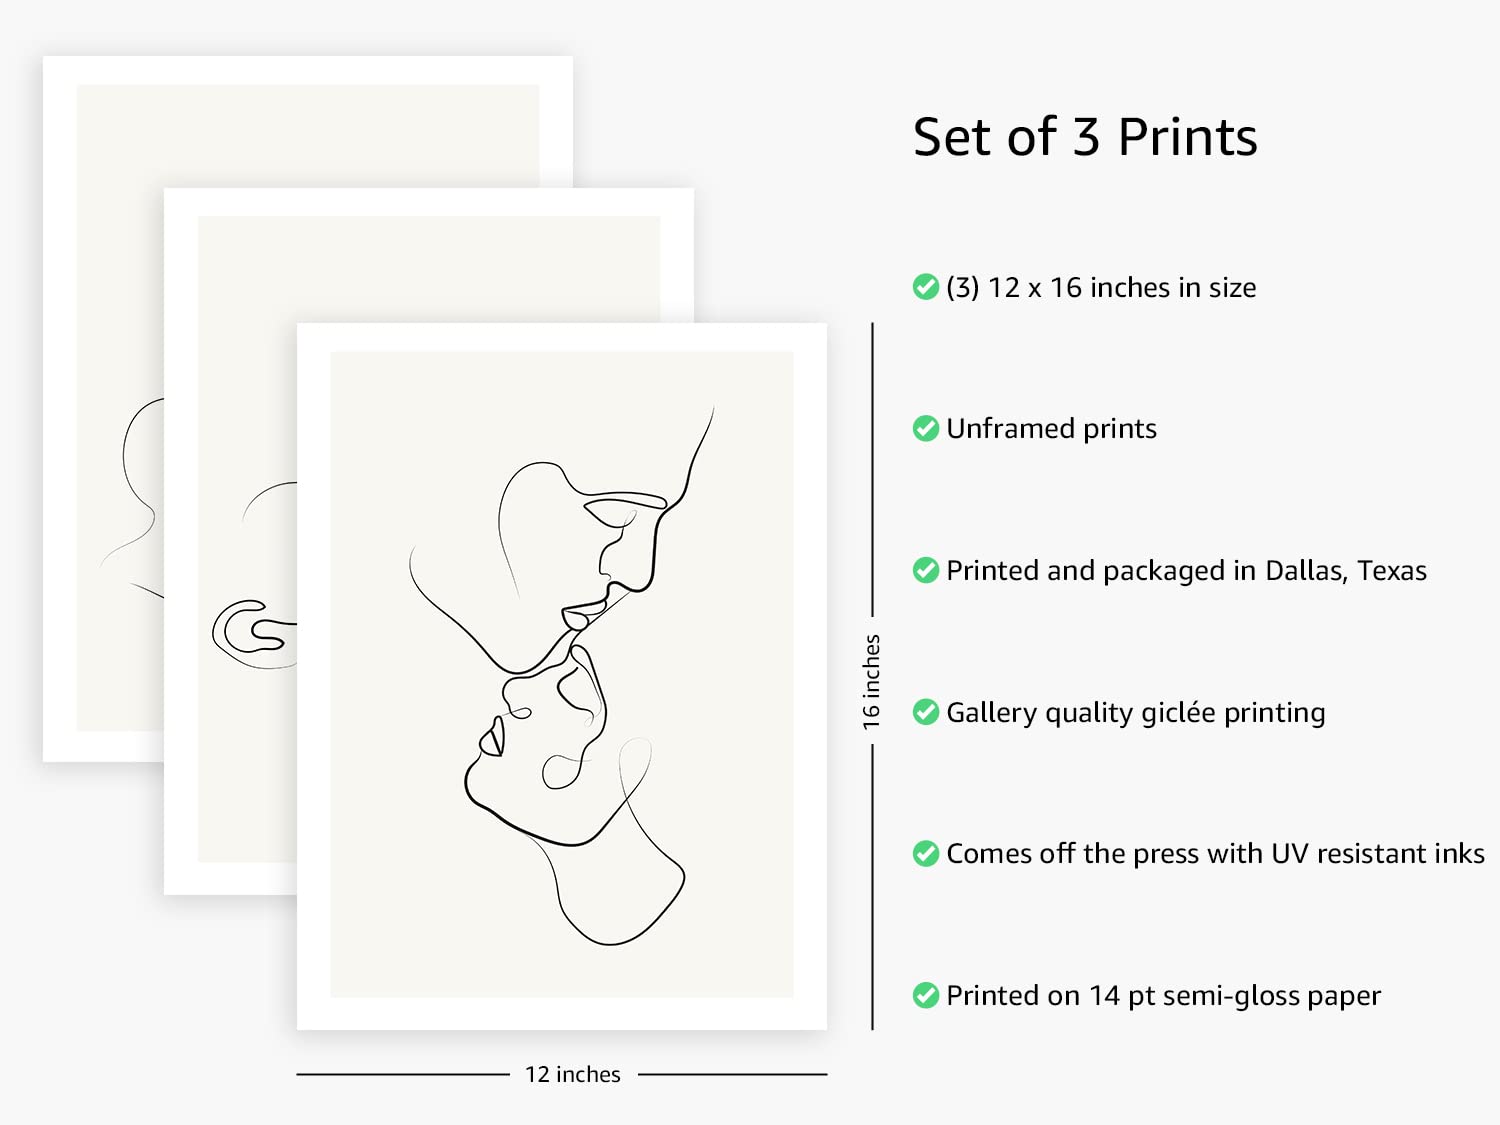 Set of 3 Prints
(3) 12 x 16 inches in size
Unframed prints
Printed and packaged in Dallas, Texas
Gallery quality giclée printing
Comes off the press with UV resistant inks
Printed on 14 pt semi-gloss paper
16 inches
12 inches